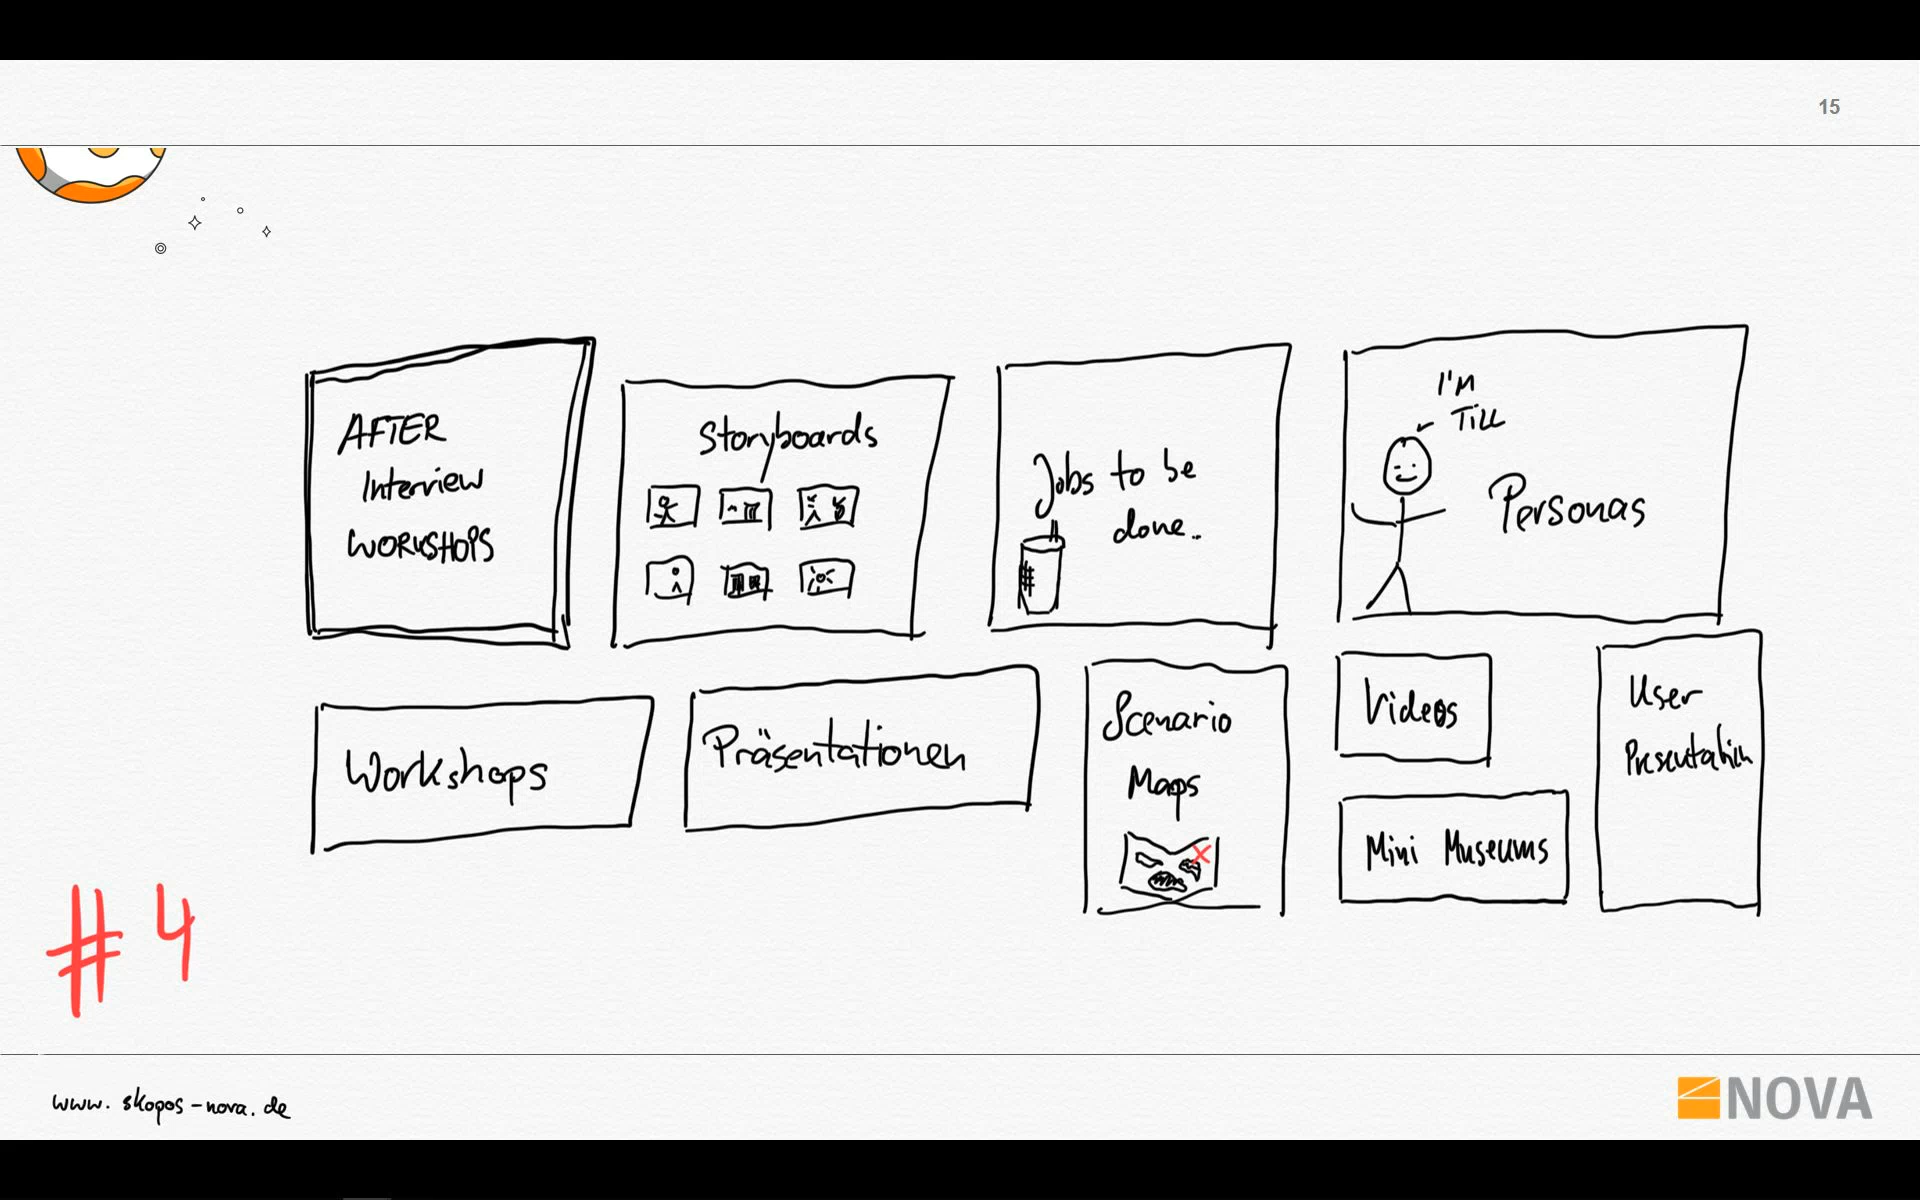 15
AFTER
Interview
WORKSHOPS
Storyboards
Jobs to be
done..
I'M
TILL
Personas
Workshops
Präsentationen
Scenario
Maps
Videos
Mini Museums
User
Presentation
#4
www.skopos-nova.de
NOVA